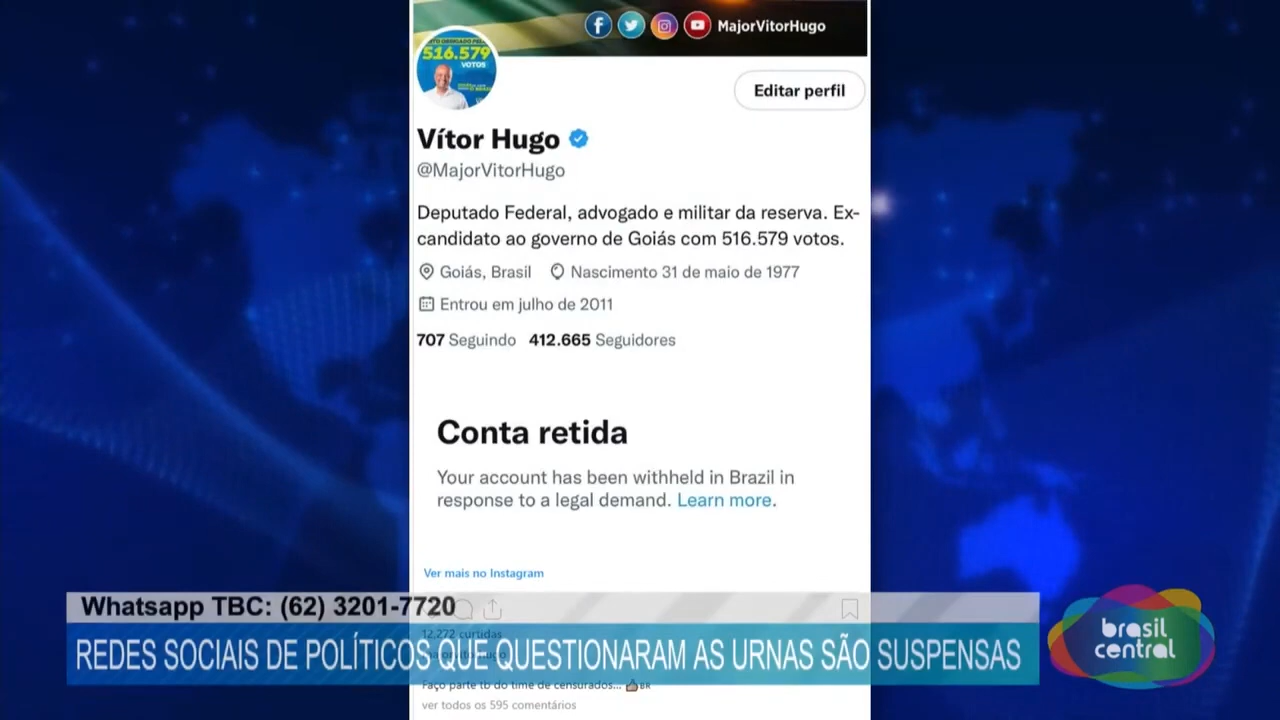 MajorVitorHugo
516.579
VOTOS
Editar perfil
Vítor Hugo
@MajorVitorHugo
Deputado Federal, advogado e militar da reserva. Ex-
candidato ao governo de Goiás com 516.579 votos.
Goiás, Brasil Nascimento 31 de maio de 1977
Entrou em julho de 2011
707 Seguindo 412.665 Seguidores
Conta retida
Your account has been withheld in Brazil in
response to a legal demand. Learn more.
Ver mais no Instagram
Whatsapp TBC: (62) 3201-7720
12.272 curtidas
REDES SOCIAIS DE POLÍTICOS QUE QUESTIONARAM AS URNAS SÃO SUSPENSAS
Faço parte tb do time de censurados... 👍🏽BR
ver todos os 595 comentários
brasil
central